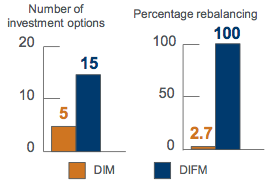 Number of
investment options
20
15
10
5
0
Percentage rebalancing
100
100
50
2.7
0
DIM
DIFM